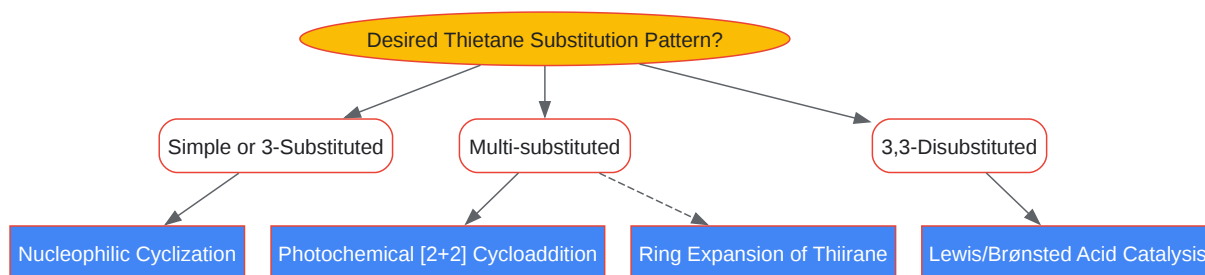 Desired Thietane Substitution Pattern?
Simple or 3-Substituted
Multi-substituted
3,3-Disubstituted
Nucleophilic Cyclization
Photochemical [2+2] Cycloaddition
Ring Expansion of Thiirane
Lewis/Brønsted Acid Catalysis